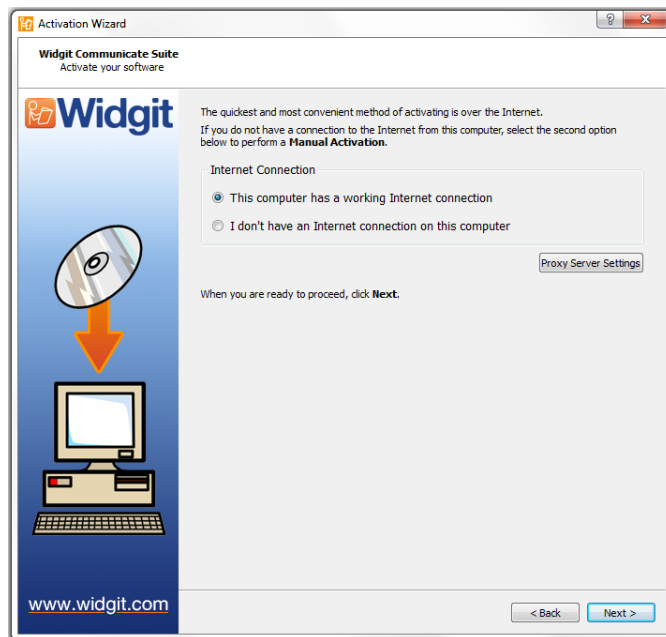 Activation Wizard
Widgit Communicate Suite
Activate your software
Widgit
The quickest and most convenient method of activating is over the Internet.
If you do not have a connection to the Internet from this computer, select the second option
below to perform a Manual Activation.
Internet Connection
This computer has a working Internet connection
I don't have an Internet connection on this computer
Proxy Server Settings
When you are ready to proceed, click Next.
www.widgit.com
< Back
Next >